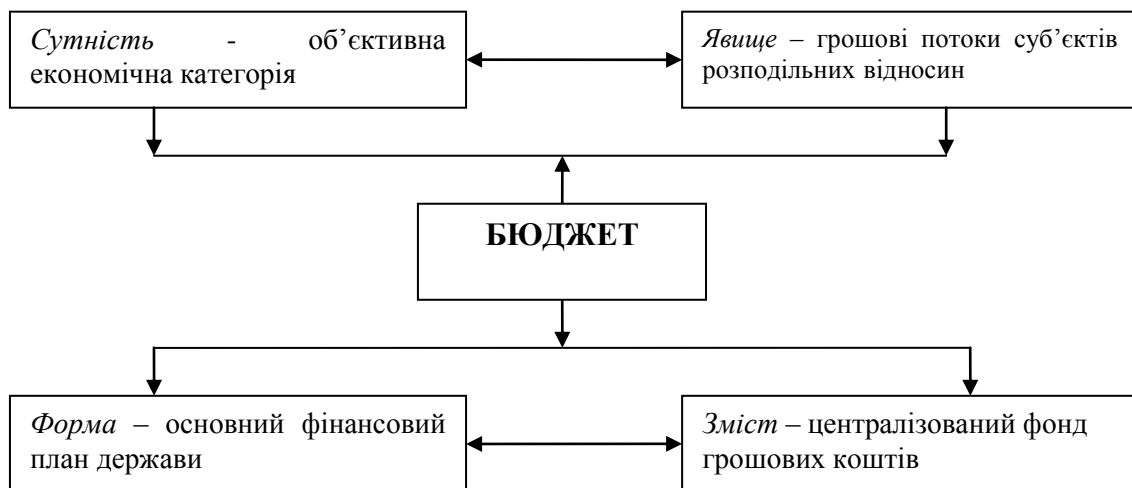 Сутність - об’єктивна
економічна категорія
Явище – грошові потоки суб’єктів
розподільних відносин
БЮДЖЕТ
Форма – основний фінансовий
план держави
Зміст – централізований фонд
грошових коштів